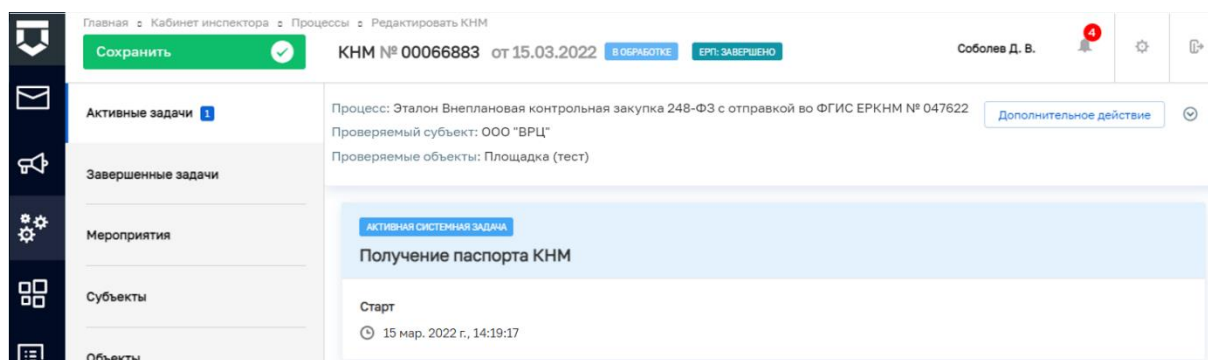 Главная Кабинет инспектора Процессы Редактировать КНМ
Сохранить
КНМ № 00066883 от 15.03.2022 В ОБРАБОТКЕ ЕРП: ЗАВЕРШЕНО
Соболев Д. В.
4
Активные задачи 1
Завершенные задачи
Мероприятия
Субъекты
Объекты
Процесс: Эталон Внеплановая контрольная закупка 248-ФЗ с отправкой во ФГИС ЕРКНМ № 047622
Дополнительное действие
Проверяемый субъект: ООО "ВРЦ"
Проверяемые объекты: Площадка (тест)
АКТИВНАЯ СИСТЕМНАЯ ЗАДАЧА
Получение паспорта КНМ
Старт
15 мар. 2022 г., 14:19:17